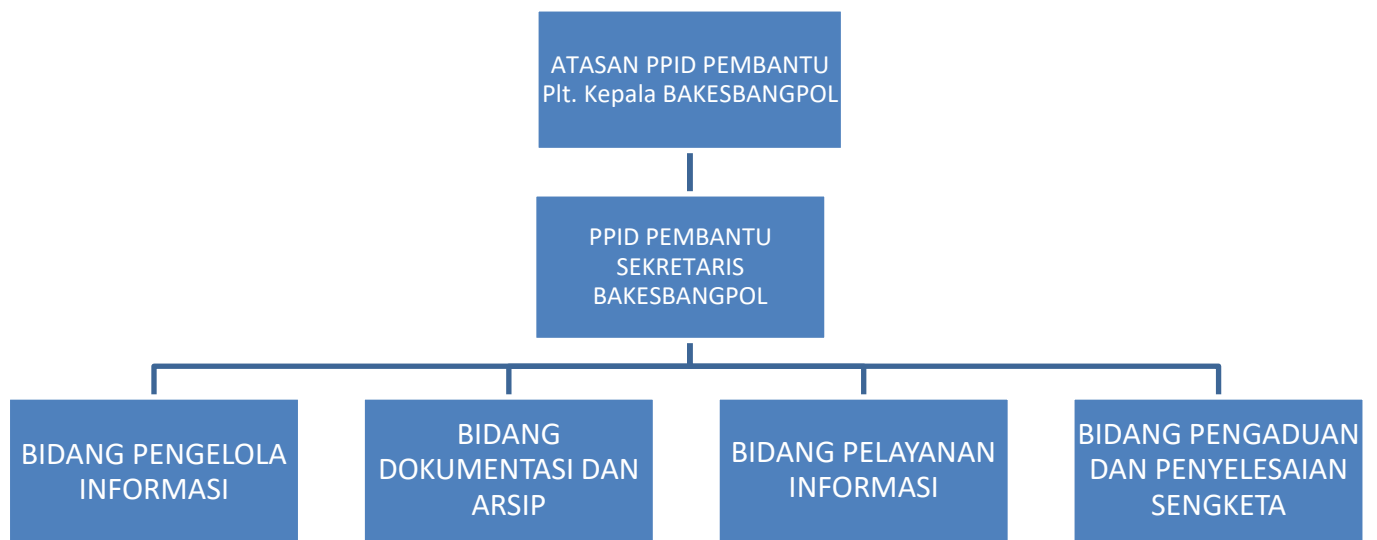 ATASAN PPID PEMBANTU
Plt. Kepala BAKESBANGPOL
PPID PEMBANTU
SEKRETARIS
BAKESBANGPOL
BIDANG PENGELOLA
INFORMASI
BIDANG
DOKUMENTASI DAN
ARSIP
BIDANG PELAYANAN
INFORMASI
BIDANG PENGADUAN
DAN PENYELESAIAN
SENGKETA